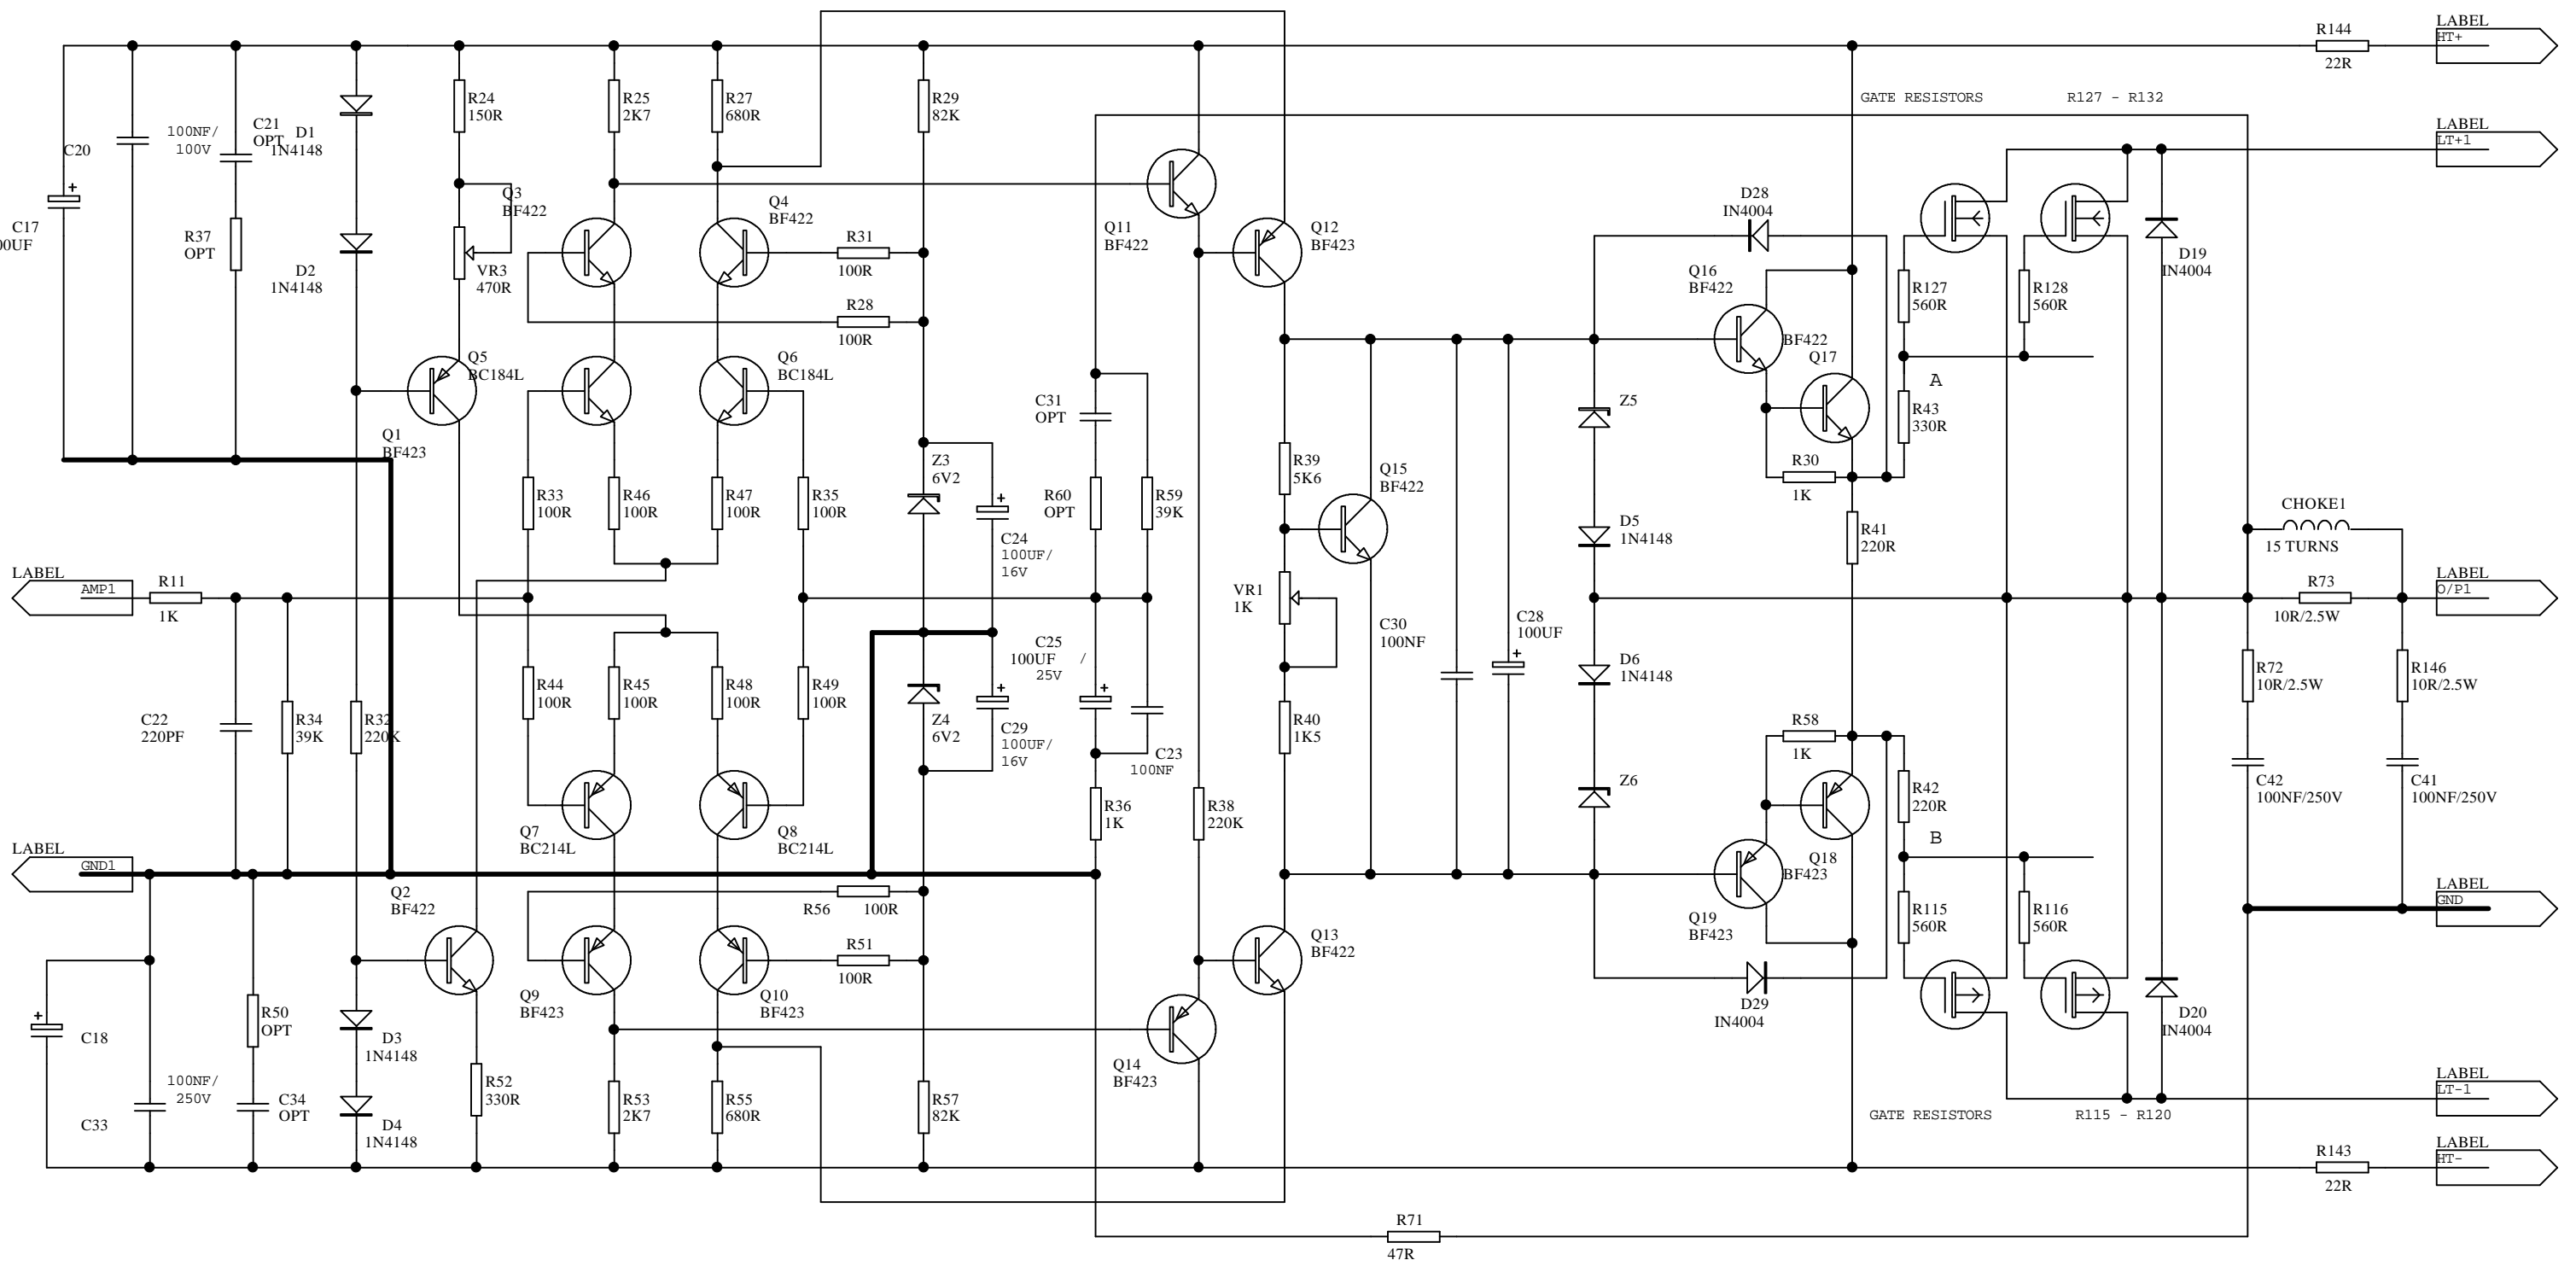 LABEL
HT+
R144
22R
GATE RESISTORS
R127 - R132
LABEL
LT+1
C20
100NF/
100V
C21
OPT
D1
1N4148
R24
150R
R25
2K7
R27
680R
R29
82K
C17
00UF
+
R37
OPT
D2
1N4148
Q3
BF422
VR3
470R
Q4
BF422
R31
100R
R28
100R
Q11
BF422
Q12
BF423
D28
IN4004
Q16
BF422
BF422
Q17
R127
560R
R128
560R
D19
IN4004
A
R43
330R
Q5
BC184L
Q6
BC184L
Q1
BF423
C31
OPT
Z5
Z3
6V2
R39
5K6
Q15
BF422
R30
1K
R33
100R
R46
100R
R47
100R
R35
100R
+
C24
100UF/
16V
R60
OPT
R59
39K
D5
1N4148
R41
220R
CHOKE1
15 TURNS
LABEL
AMP1
R11
1K
VR1
1K
R73
10R/2.5W
LABEL
O/P1
C30
100NF
C28
100UF
+
C25
100UF /
25V
+
R44
100R
R45
100R
R48
100R
R49
100R
+
Z4
6V2
C29
100UF/
16V
D6
1N4148
R72
10R/2.5W
R146
10R/2.5W
C22
220PF
R34
39K
R32
220K
R40
1K5
C23
100NF
R58
1K
Z6
R42
220R
C42
100NF/250V
C41
100NF/250V
R36
1K
R38
220K
Q7
BC214L
Q8
BC214L
B
LABEL
GND1
Q18
BF423
LABEL
GND
Q2
BF422
R56
100R
Q19
BF423
R115
560R
R116
560R
R51
100R
Q13
BF422
Q9
BF423
Q10
BF423
D29
IN4004
+
C18
R50
OPT
D3
1N4148
Q14
BF423
D20
IN4004
100NF/
250V
C33
C34
OPT
D4
1N4148
R52
330R
R53
2K7
R55
680R
R57
82K
GATE RESISTORS
R115 - R120
LABEL
LT-1
R143
22R
LABEL
HT-
R71
47R